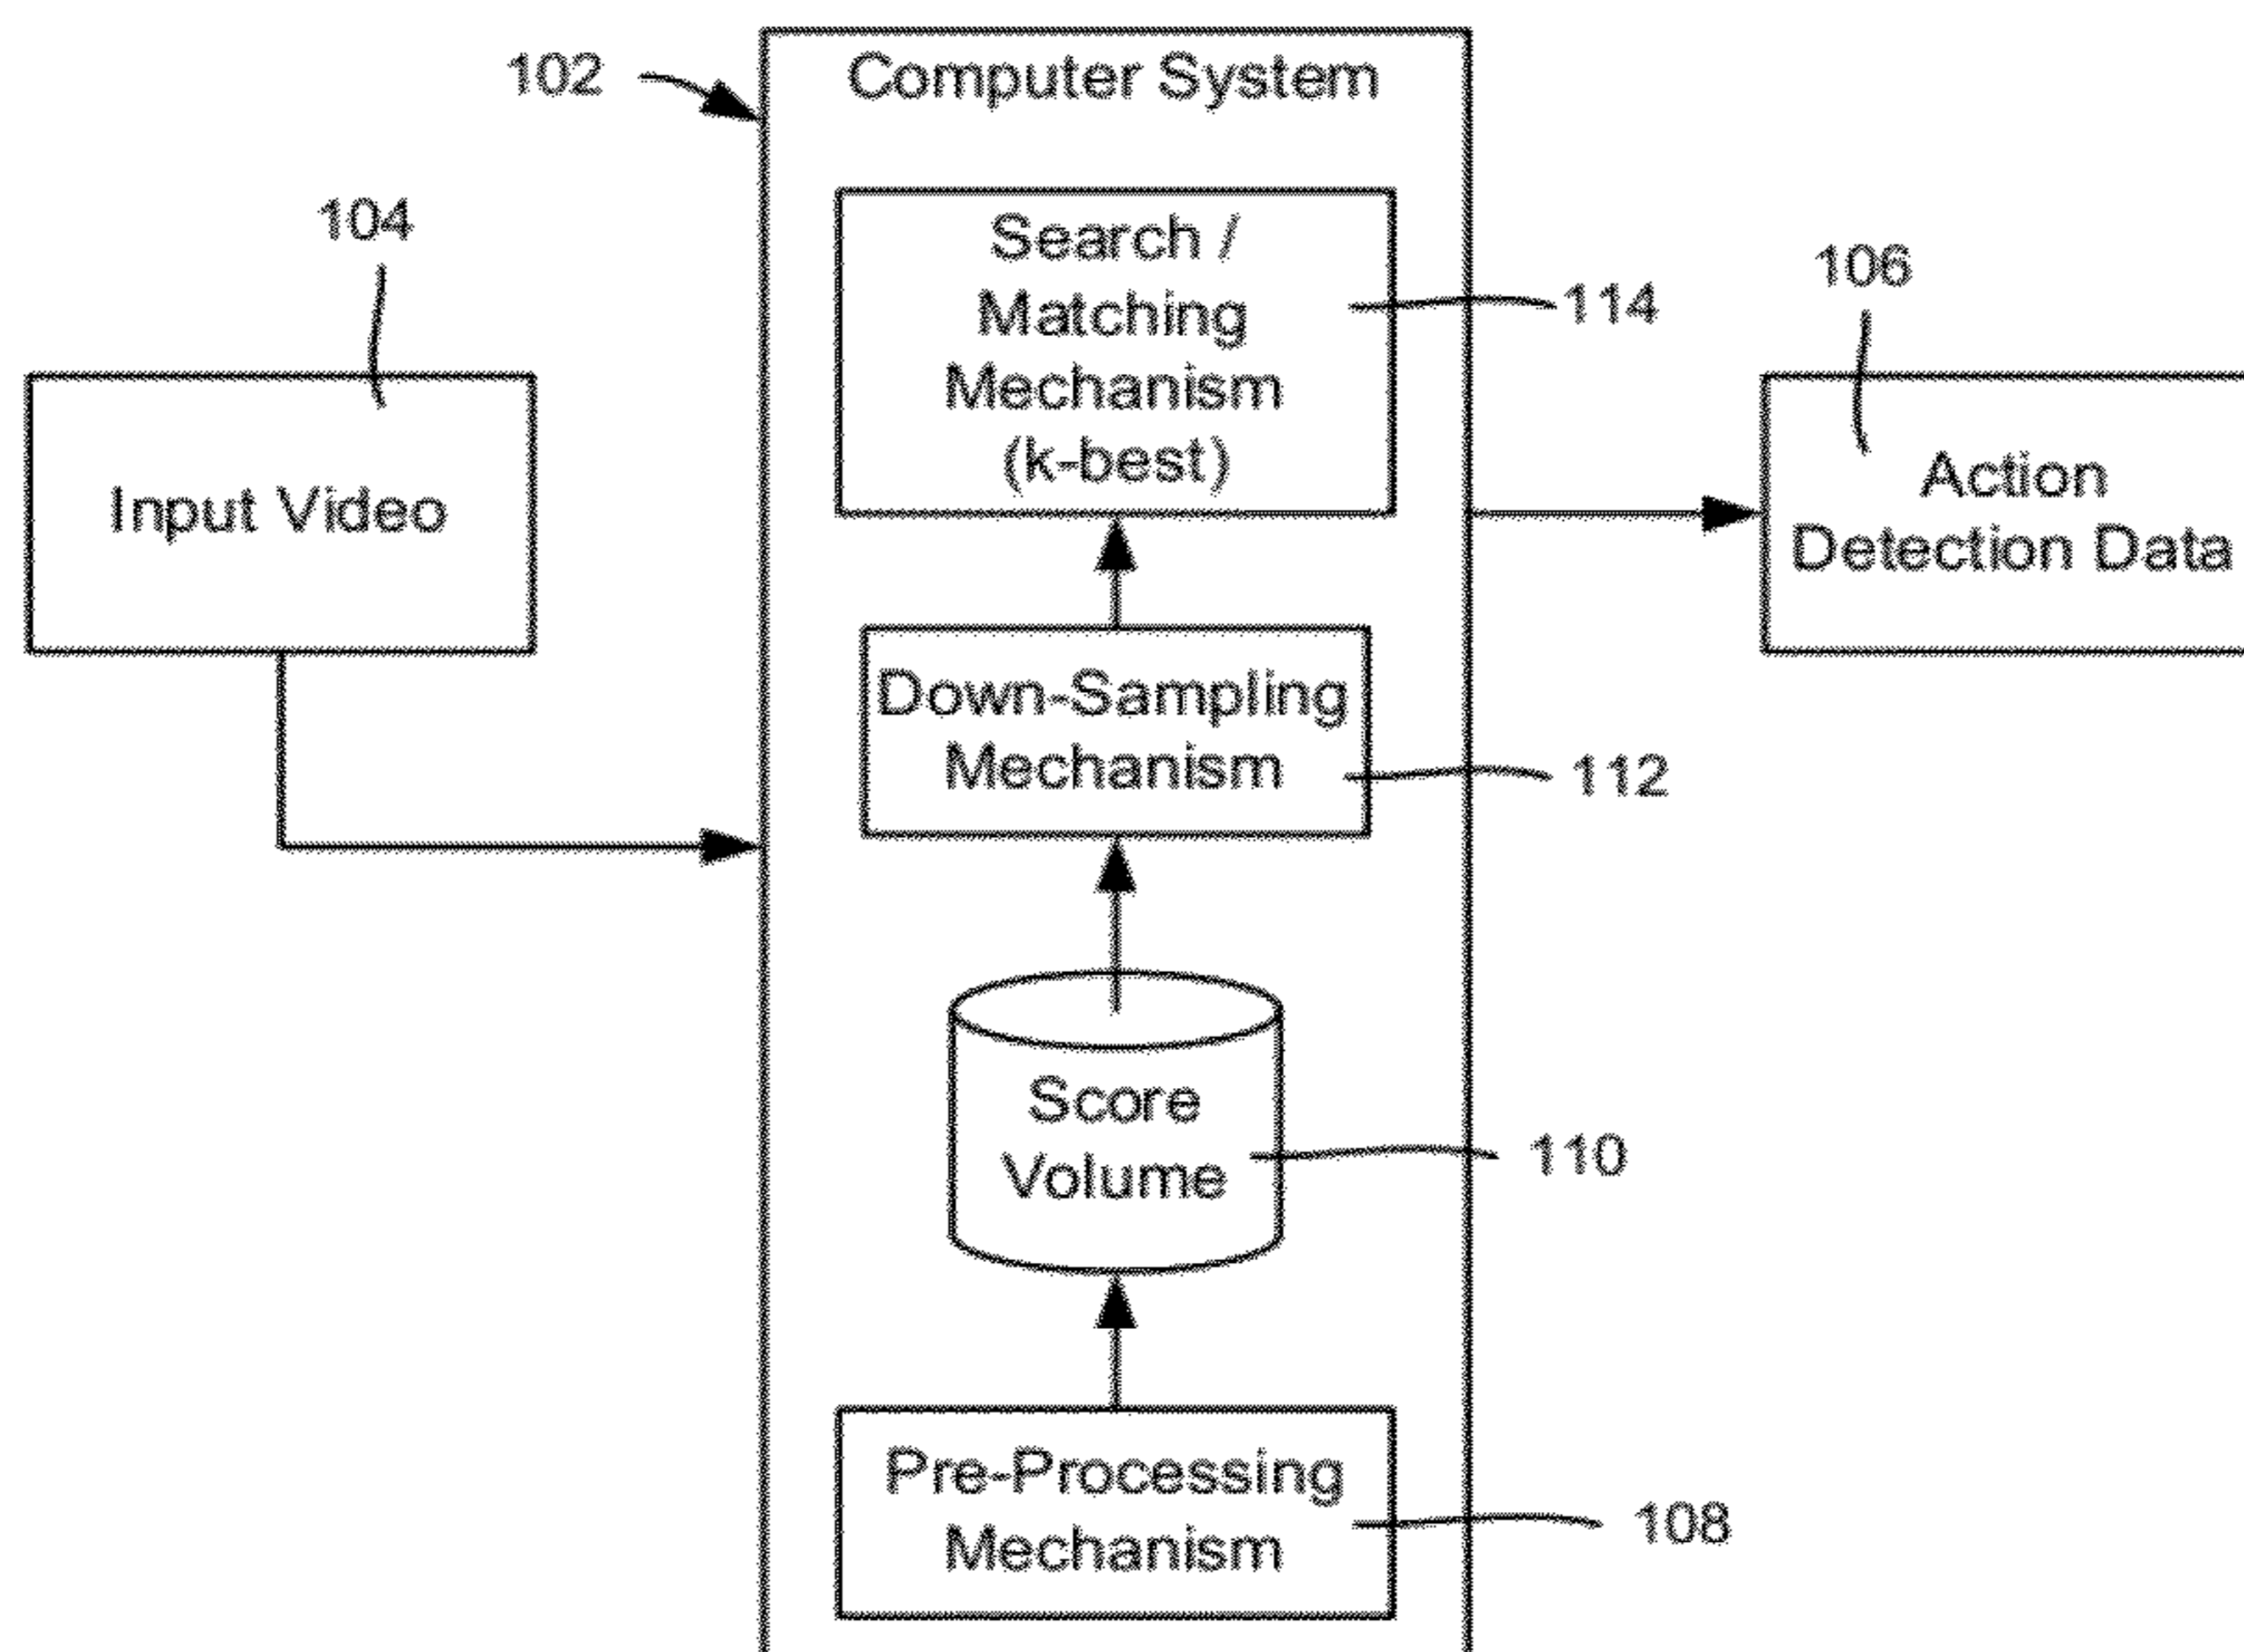 102
Computer System
104
Search /
Matching
Mechanism
(k-best)
114
106
Input Video
Action
Detection Data
Down-Sampling
Mechanism
112
Score
Volume
110
Pre-Processing
Mechanism
108